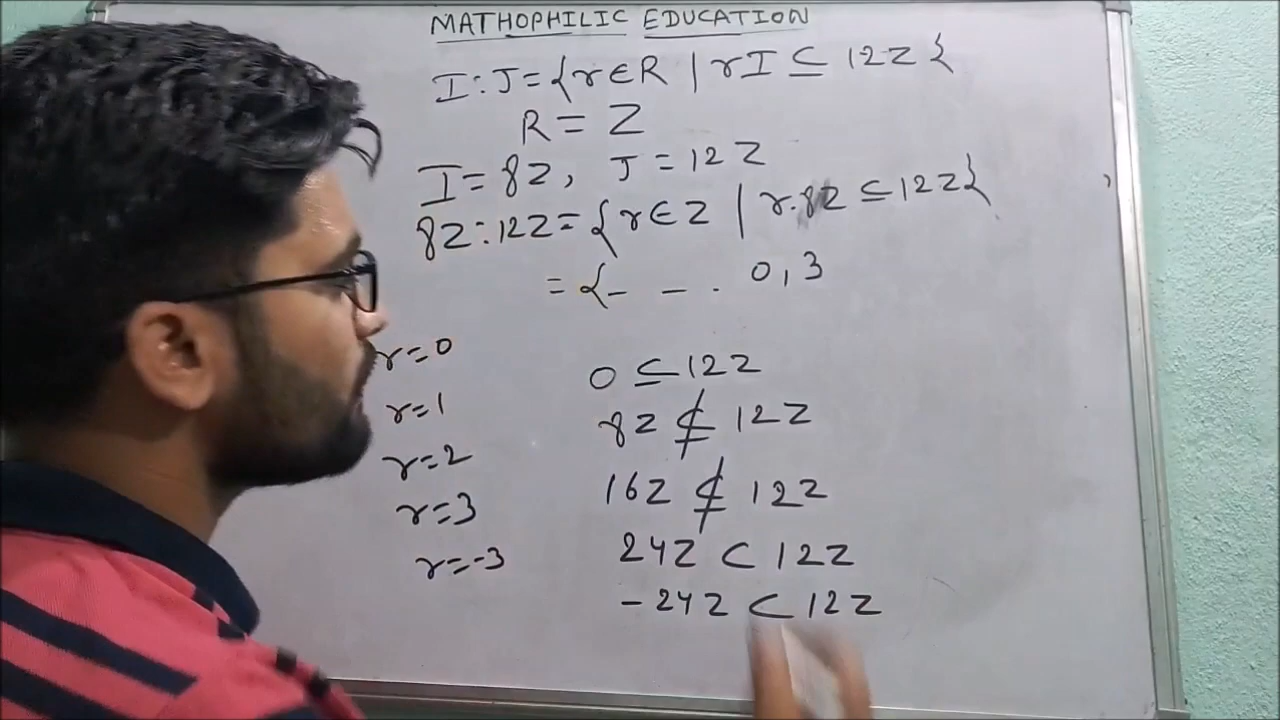 MATHOPHILIC EDUCATION
I:J={r∈R | rI ⊆ 12Z}
R = Z
I=8Z, J=12Z
8Z:12Z={r∈Z | r.8Z ⊆12Z}
={- - . 0,3
r=0 0 ⊆ 12Z
r=1 8Z ⊈ 12Z
r=2 16Z ⊈ 12Z
r=3 24Z ⊂ 12Z
r=-3 -24Z ⊂ 12Z